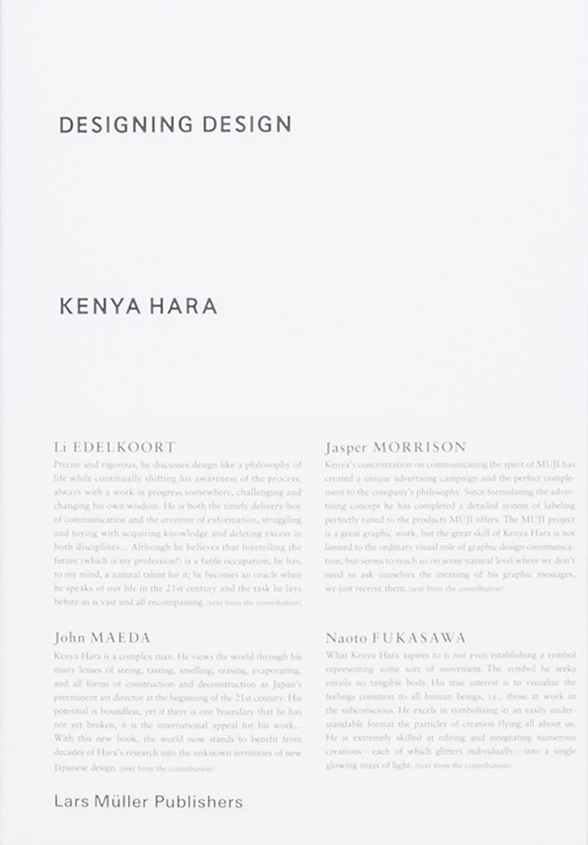 DESIGNING DESIGN
KENYA HARA
Li EDELKOORT
Precise and rigorous, he discusses design like a philosophy of
life while continually shifting his awareness of the process,
always with a work in progress somewhere, challenging and
changing his own wisdom. He is both the timely delivery-boy
of communication and the inventor of exformation, struggling
and toying with acquiring knowledge and deleting excess in
both disciplines... Although he believes that foretelling the
future (which is my profession!) is a futile occupation, he has,
to my mind, a natural talent for it; he becomes an oracle when
he speaks of our life in the 21st century and the task he lays
before us is vast and all encompassing. (text from the contribution)
Jasper MORRISON
Kenya's concentration on communicating the spirit of MUJI has
created a unique advertising campaign and the perfect comple-
ment to the company's philosophy. Since formulating the adver-
tising concept he has completed a detailed system of labeling
perfectly tuned to the products MUJI offers. The MUJI project
is a great graphic work, but the great skill of Kenya Hara is not
limited to the ordinary visual role of graphic design communica-
tion, but seems to reach us on some natural level where we don't
need to ask ourselves the meaning of his graphic messages,
we just receive them. (text from the contribution)
John MAEDA
Kenya Hara is a complex man. He views the world through his
many lenses of seeing, tasting, smelling, erasing, evaporating,
and all forms of construction and deconstruction as Japan's
preeminent art director at the beginning of the 21st century. His
potential is boundless, yet if there is one boundary that he has
not yet broken, it is the international appeal for his work...
With this new book, the world now stands to benefit from
decades of Hara's research into the unknown territories of new
Japanese design. (text from the contribution)
Naoto FUKASAWA
What Kenya Hara aspires to is not even establishing a symbol
representing some sort of movement. The symbol he seeks
entails no tangible body. His true interest is to visualize the
feelings common to all human beings, i.e., those at work in
the subconscious. He excels in symbolizing in an easily under-
standable format the particles of creation flying all about us.
He is extremely skilled at editing and integrating numerous
creations—each of which glitters individually—into a single
glowing mass of light. (text from the contribution)
Lars Müller Publishers